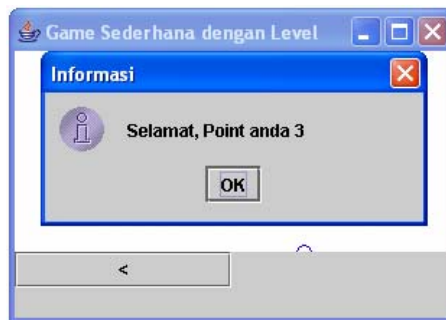 Game Sederhana dengan Level
Informasi
Selamat, Point anda 3
OK
<